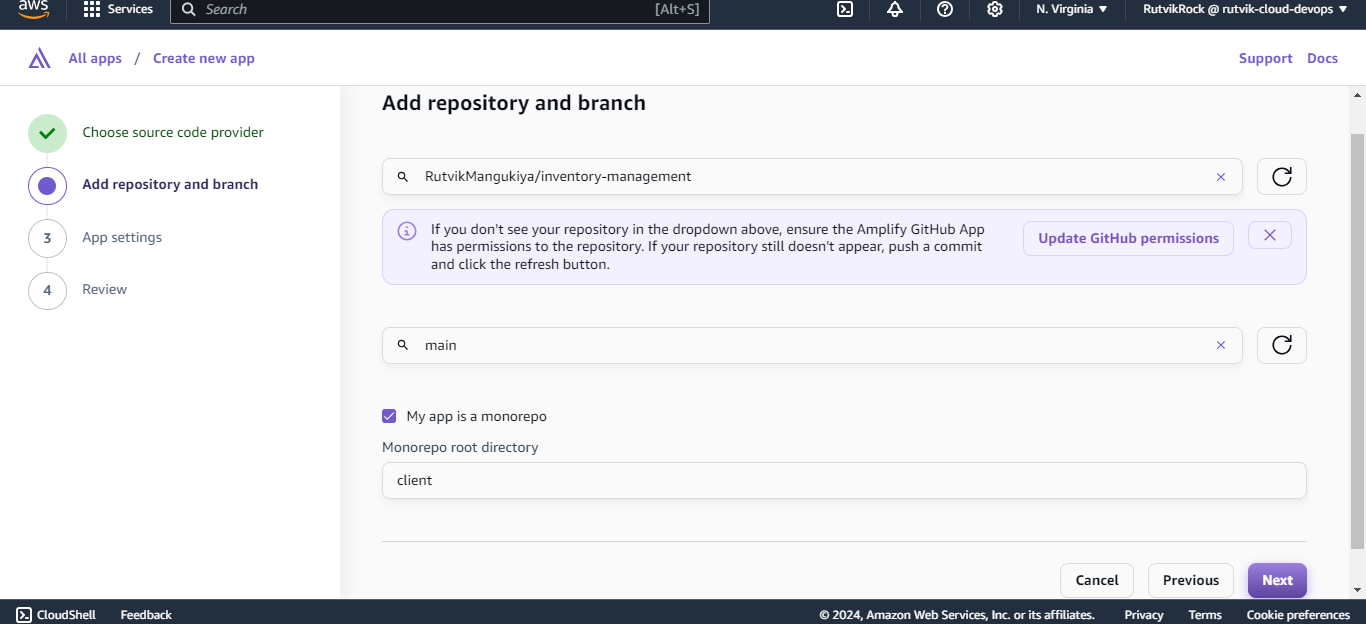 aws
Services
Search
[Alt+S]
N. Virginia
RutvikRock @ rutvik-cloud-devops
All apps / Create new app
Support
Docs
Choose source code provider
Add repository and branch
3
App settings
4
Review
Add repository and branch
RutvikMangukiya/inventory-management
If you don't see your repository in the dropdown above, ensure the Amplify GitHub App
has permissions to the repository. If your repository still doesn't appear, push a commit
and click the refresh button.
Update GitHub permissions
main
My app is a monorepo
Monorepo root directory
client
Cancel
Previous
Next
CloudShell
Feedback
© 2024, Amazon Web Services, Inc. or its affiliates.
Privacy
Terms
Cookie preferences